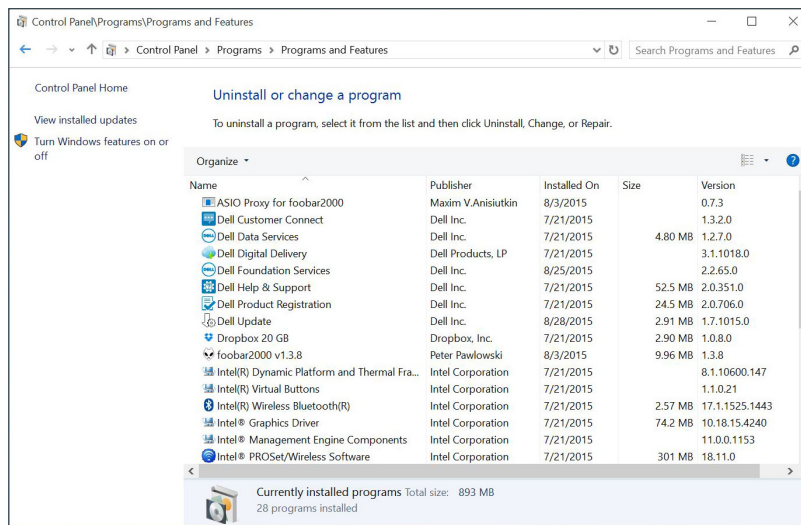 Control Panel\Programs\Programs and Features
Control Panel > Programs > Programs and Features
Search Programs and Features
Control Panel Home
View installed updates
Turn Windows features on or
off
Uninstall or change a program
To uninstall a program, select it from the list and then click Uninstall, Change, or Repair.
Organize
Name Publisher Installed On Size Version
ASIO Proxy for foobar2000 Maxim V.Anisiutkin 8/3/2015 0.7.3
Dell Customer Connect Dell Inc. 7/21/2015 1.3.2.0
Dell Data Services Dell Inc. 7/21/2015 4.80 MB 1.2.7.0
Dell Digital Delivery Dell Products, LP 7/21/2015 3.1.1018.0
Dell Foundation Services Dell Inc. 8/25/2015 2.2.65.0
Dell Help & Support Dell Inc. 7/21/2015 52.5 MB 2.0.351.0
Dell Product Registration Dell Inc. 7/21/2015 24.5 MB 2.0.706.0
Dell Update Dell Inc. 8/28/2015 2.91 MB 1.7.1015.0
Dropbox 20 GB Dropbox, Inc. 7/21/2015 2.90 MB 1.0.8.0
foobar2000 v1.3.8 Peter Pawlowski 8/3/2015 9.96 MB 1.3.8
Intel(R) Dynamic Platform and Thermal Fra... Intel Corporation 7/21/2015 8.1.10600.147
Intel(R) Virtual Buttons Intel Corporation 7/21/2015 1.1.0.21
Intel(R) Wireless Bluetooth(R) Intel Corporation 7/21/2015 2.57 MB 17.1.1525.1443
Intel® Graphics Driver Intel Corporation 7/21/2015 74.2 MB 10.18.15.4240
Intel® Management Engine Components Intel Corporation 7/21/2015 11.0.0.1153
Intel® PROSet/Wireless Software Intel Corporation 7/21/2015 301 MB 18.11.0
Currently installed programs Total size: 893 MB
28 programs installed